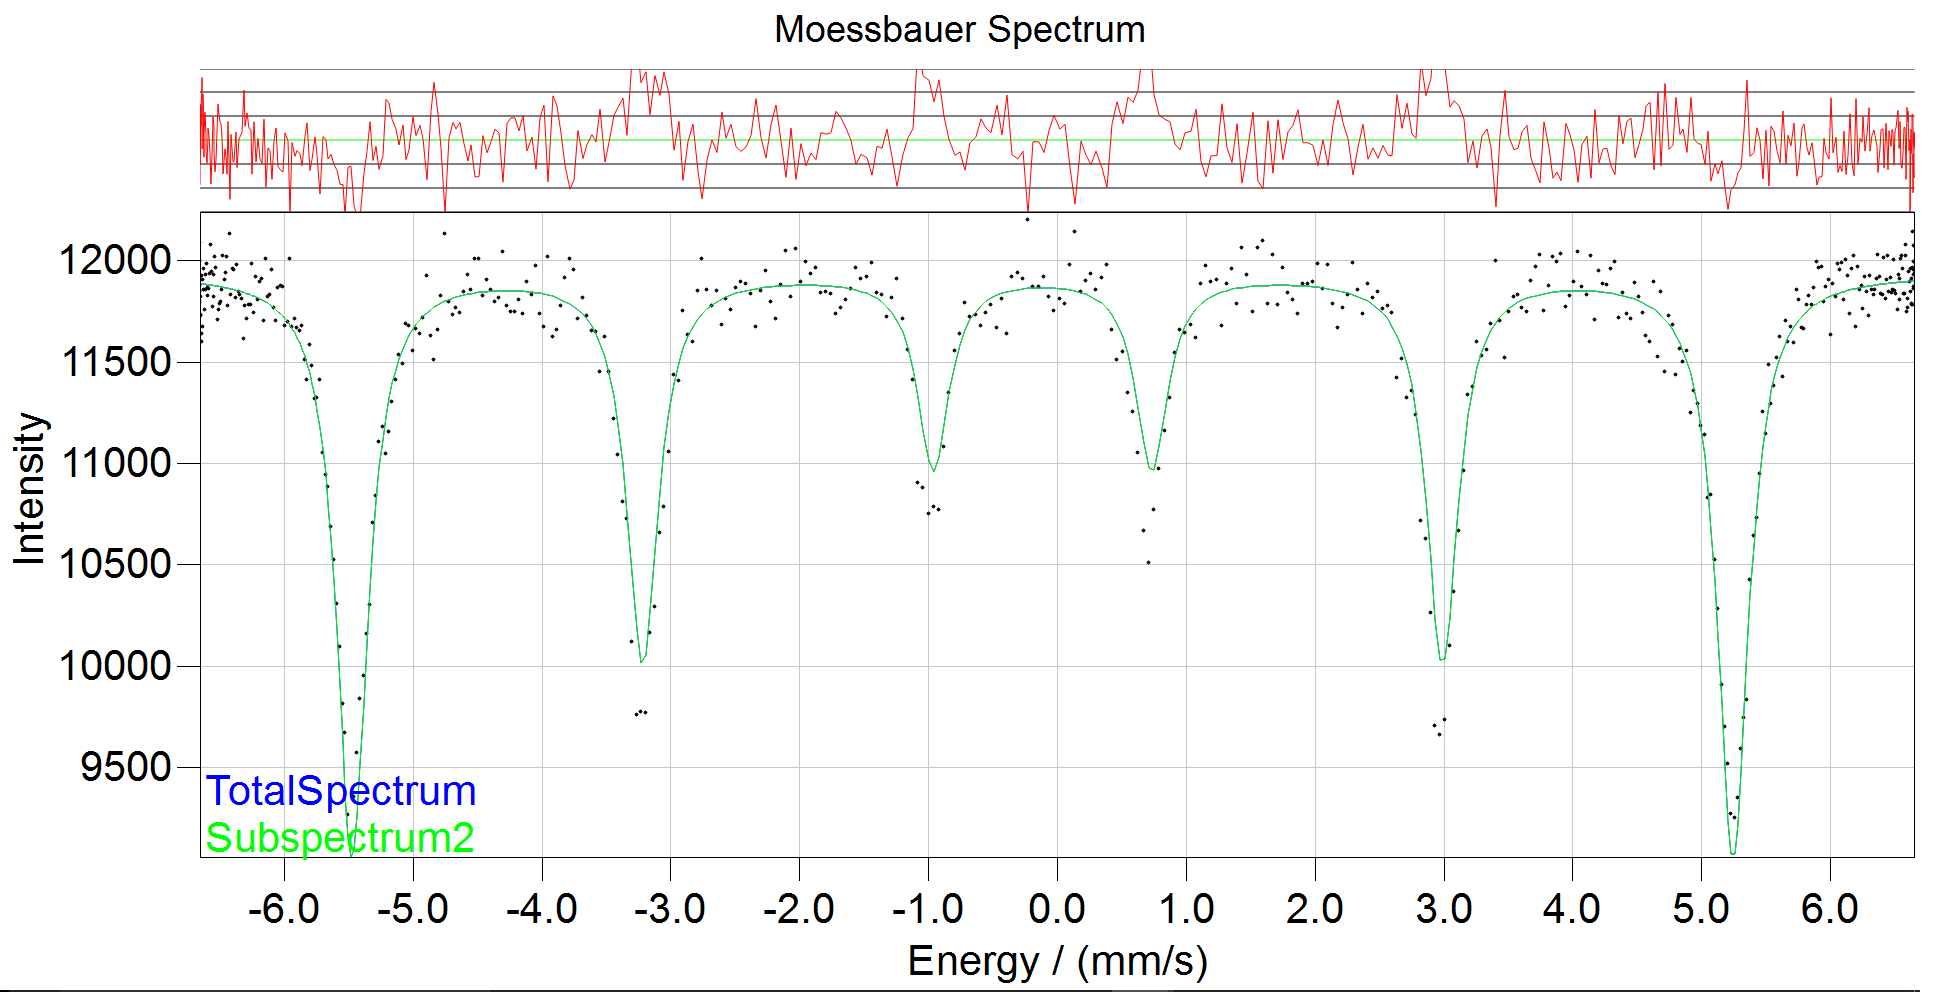 Moessbauer Spectrum
12000
11500
11000
10500
10000
9500
Intensity
TotalSpectrum
Subspectrum2
-6.0 -5.0 -4.0 -3.0 -2.0 -1.0 0.0 1.0 2.0 3.0 4.0 5.0 6.0
Energy / (mm/s)